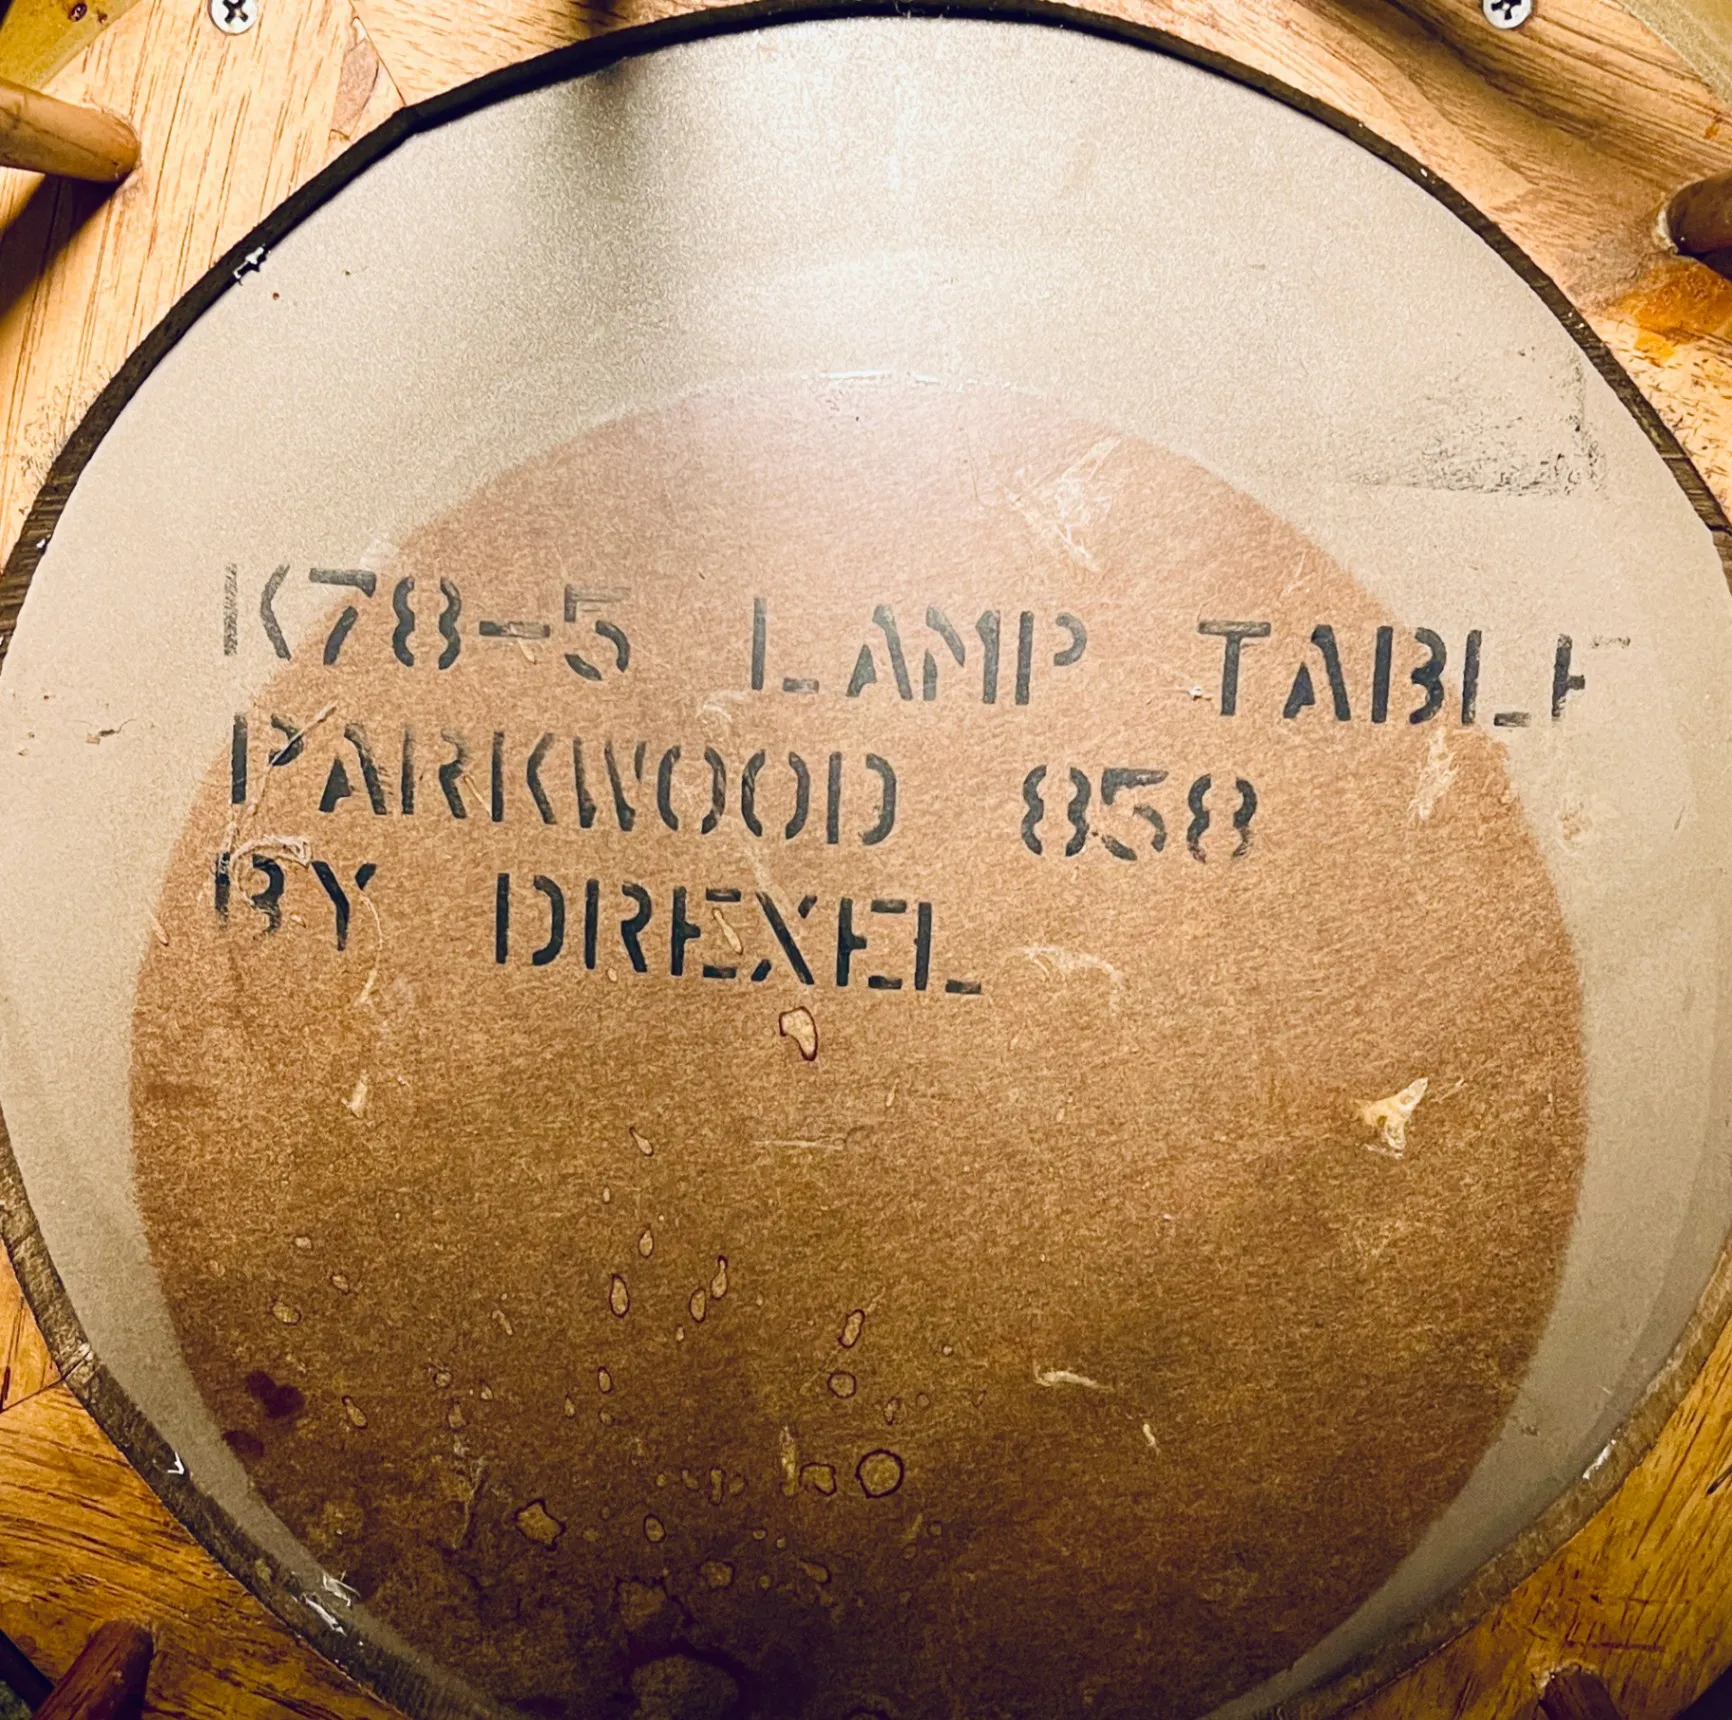 K78-5 LAMP TABLE
PARKWOOD 858
BY DREXEL